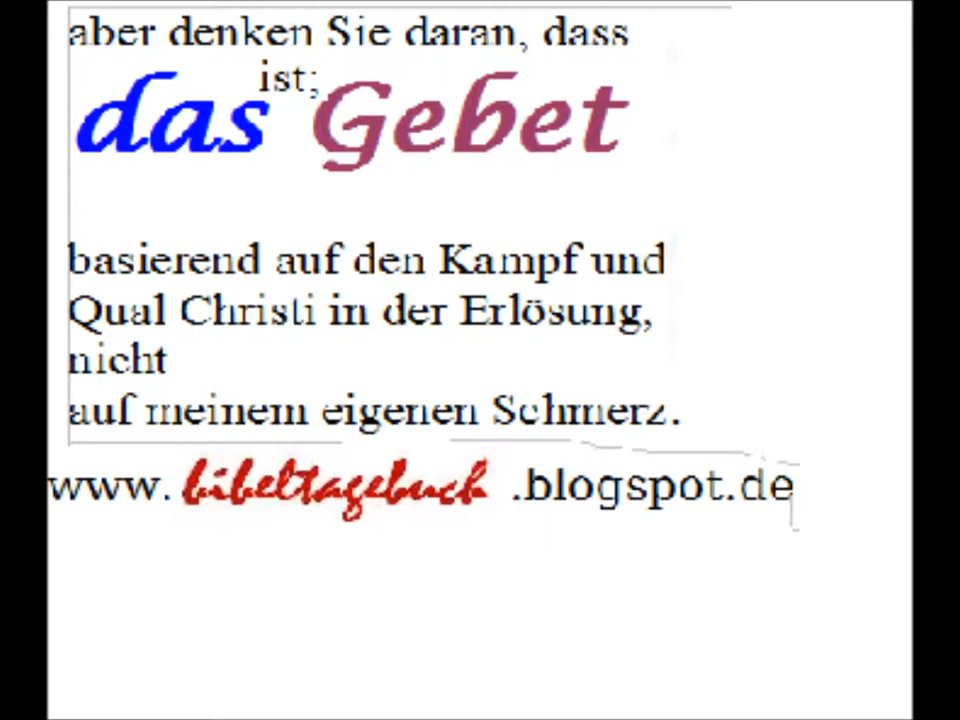 aber denken Sie daran, dass
ist;
das Gebet
basierend auf den Kampf und
Qual Christi in der Erlösung,
nicht
auf meinem eigenen Schmerz.
www.bibeltagebuch.blogspot.de